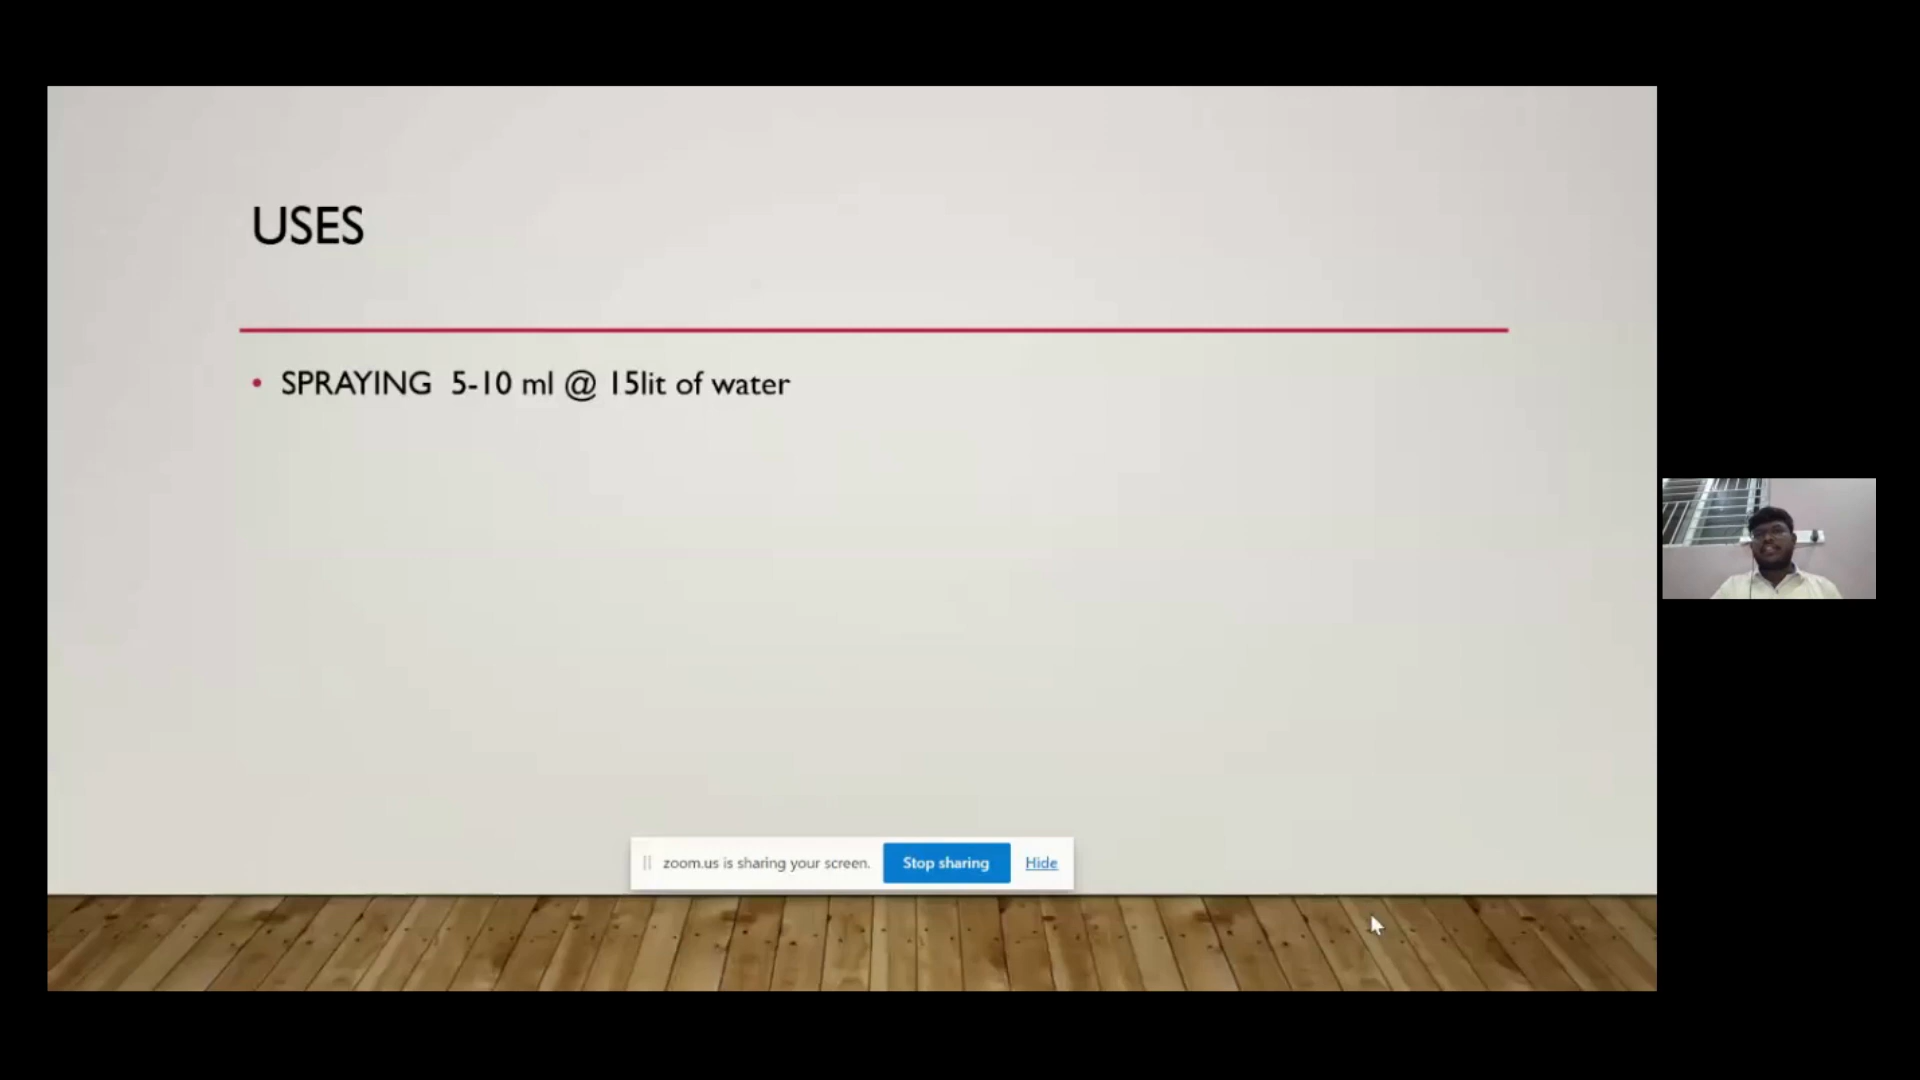 USES
• SPRAYING 5-10 ml @ 15lit of water
zoom.us is sharing your screen. Stop sharing Hide